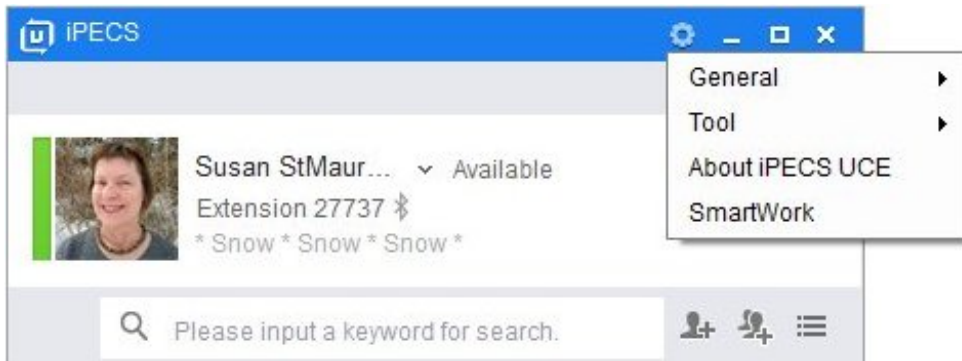 iPECS
General
Tool
About iPECS UCE
SmartWork
Susan StMaur... Available
Extension 27737
* Snow * Snow * Snow *
Please input a keyword for search.